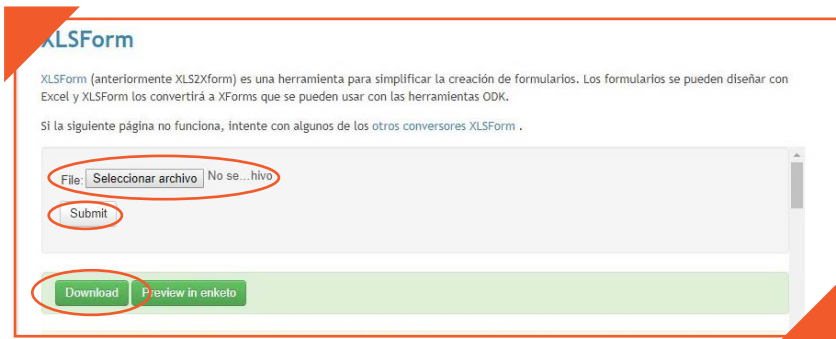 XLSForm
XLSForm (anteriormente XLS2Xform) es una herramienta para simplificar la creación de formularios. Los formularios se pueden diseñar con
Excel y XLSForm los convertirá a XForms que se pueden usar con las herramientas ODK.
Si la siguiente página no funciona, intente con algunos de los otros conversores XLSForm .
File: Seleccionar archivo No se...hivo
Submit
Download Preview in enketo